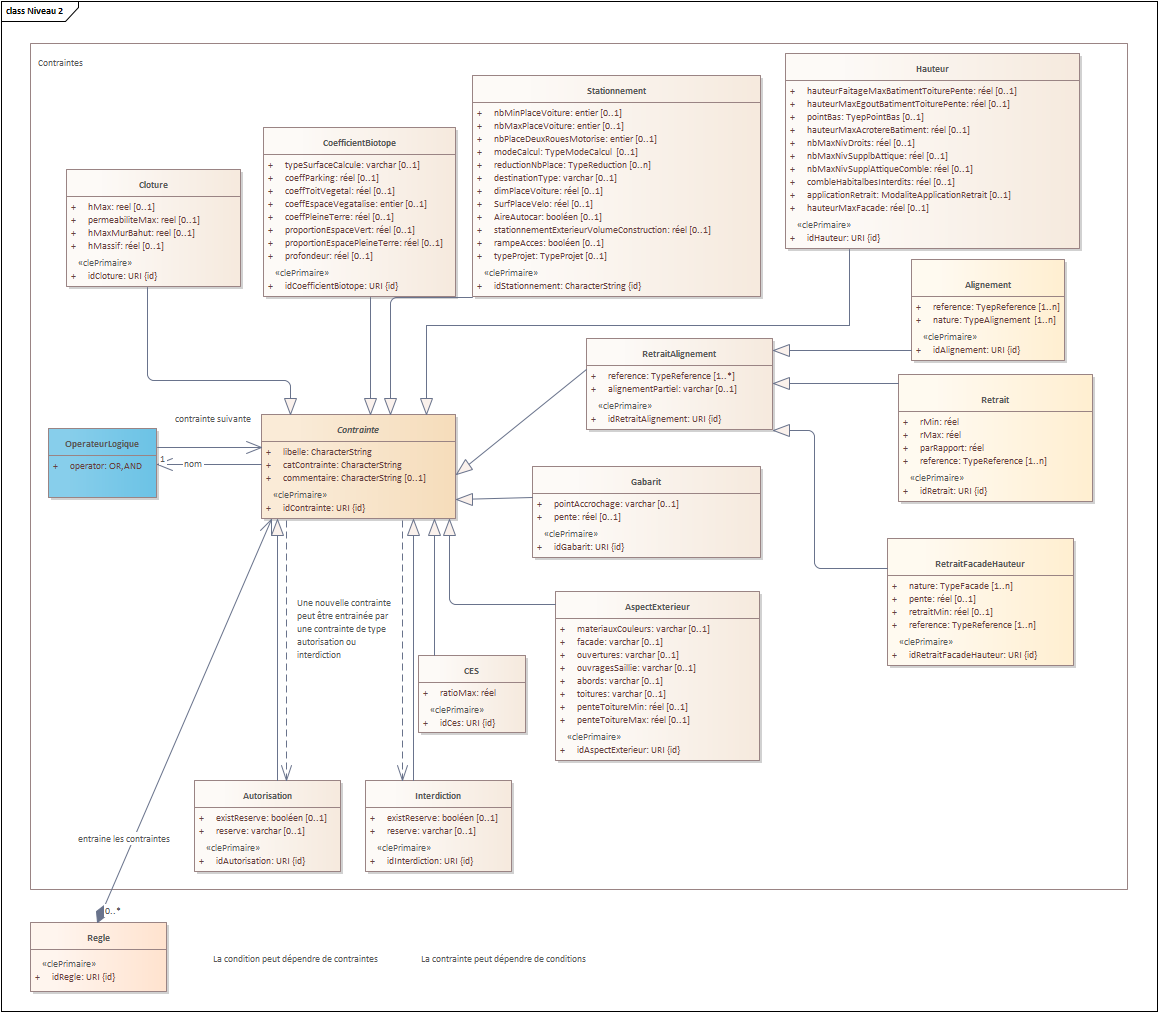 class Niveau 2
Contraintes
Cloture
+ hMax: reel [0..1]
+ permeabiliteMax: reel [0..1]
+ hMaxMurBahut: reel [0..1]
+ hMassif: réel [0..1]
«clePrimaire»
+ idCloture: URI {id}
CoefficientBiotope
+ typeSurfaceCalcule: varchar [0..1]
+ coeffParking: réel [0..1]
+ coeffToitVegetal: réel [0..1]
+ coeffEspaceVegatalise: entier [0..1]
+ coeffPleineTerre: réel [0..1]
+ proportionEspaceVert: réel [0..1]
+ proportionEspacePleineTerre: réel [0..1]
+ profondeur: réel [0..1]
«clePrimaire»
+ idCoefficientBiotope: URI {id}
Stationnement
+ nbMinPlaceVoiture: entier [0..1]
+ nbMaxPlaceVoiture: entier [0..1]
+ nbPlaceDeuxRouesMotorise: entier [0..1]
+ modeCalcul: TypeModeCalcul [0..1]
+ reductionNbPlace: TypeReduction [0..n]
+ destinationType: varchar [0..1]
+ dimPlaceVoiture: réel [0..1]
+ SurfPlaceVelo: réel [0..1]
+ AireAutocar: booléen [0..1]
+ stationnementExterieurVolumeConstruction: réel [0..1]
+ rampeAcces: booléen [0..1]
+ typeProjet: TypeProjet [0..1]
«clePrimaire»
+ idStationnement: CharacterString {id}
Hauteur
+ hauteurFaitageMaxBatimentToiturePente: réel [0..1]
+ hauteurMaxEgoutBatimentToiturePente: réel [0..1]
+ pointBas: TyepPointBas [0..1]
+ hauteurMaxAcrotereBatiment: réel [0..1]
+ nbMaxNivDroits: réel [0..1]
+ nbMaxNivSupplbAttique: réel [0..1]
+ nbMaxNivSupplAttiqueComble: réel [0..1]
+ combleHabitalbesInterdits: réel [0..1]
+ applicationRetrait: ModaliteApplicationRetrait [0..1]
+ hauteurMaxFacade: réel [0..1]
«clePrimaire»
+ idHauteur: URI {id}
Alignement
+ reference: TyepReference [1..n]
+ nature: TypeAlignement [1..n]
«clePrimaire»
+ idAlignement: URI {id}
RetraitAlignement
+ reference: TypeReference [1..*]
+ alignementPartiel: varchar [0..1]
«clePrimaire»
+ idRetraitAlignement: URI {id}
Retrait
+ rMin: réel
+ rMax: réel
+ parRapport: réel
+ reference: TypeReference [1..n]
«clePrimaire»
+ idRetrait: URI {id}
contrainte suivante
OperateurLogique
+ operator: OR,AND
1
nom
Contrainte
+ libelle: CharacterString
+ catContrainte: CharacterString
+ commentaire: CharacterString [0..1]
«clePrimaire»
+ idContrainte: URI {id}
Gabarit
+ pointAccrochage: varchar [0..1]
+ pente: réel [0..1]
«clePrimaire»
+ idGabarit: URI {id}
RetraitFacadeHauteur
+ nature: TypeFacade [1..n]
+ pente: réel [0..1]
+ retraitMin: réel [0..1]
+ reference: TypeReference [1..n]
«clePrimaire»
+ idRetraitFacadeHauteur: URI {id}
Une nouvelle contrainte
peut être entrainée par
une contrainte de type
autorisation ou
interdiction
AspectExterieur
+ materiauxCouleurs: varchar [0..1]
+ facade: varchar [0..1]
+ ouvertures: varchar [0..1]
+ ouvragesSaillie: varchar [0..1]
+ abords: varchar [0..1]
+ toitures: varchar [0..1]
+ penteToitureMin: réel [0..1]
+ penteToitureMax: réel [0..1]
«clePrimaire»
+ idAspectExterieur: URI {id}
CES
+ ratioMax: réel
«clePrimaire»
+ idCes: URI {id}
Autorisation
+ existReserve: booléen [0..1]
+ reserve: varchar [0..1]
«clePrimaire»
+ idAutorisation: URI {id}
Interdiction
+ existReserve: booléen [0..1]
+ reserve: varchar [0..1]
«clePrimaire»
+ idInterdiction: URI {id}
entraine les contraintes
0..*
Regle
«clePrimaire»
+ idRegle: URI {id}
La condition peut dépendre de contraintes
La contrainte peut dépendre de conditions